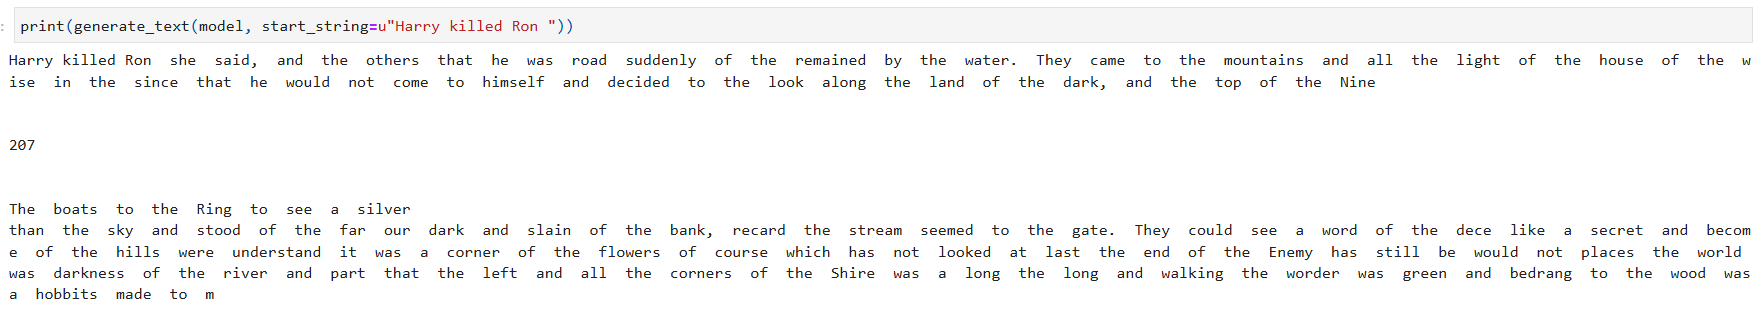 print(generate_text(model, start_string=u"Harry killed Ron "))
Harry killed Ron  she  said,  and  the  others  that  he  was  road  suddenly  of  the  remained  by  the  water.  They  came  to  the  mountains  and  all  the  light  of  the  house  of  the  w
ise  in  the  since  that  he  would  not  come  to  himself  and  decided  to  the  look  along  the  land  of  the  dark,  and  the  top  of  the  Nine
207
The  boats  to  the  Ring  to  see  a  silver
than  the  sky  and  stood  of  the  far  our  dark  and  slain  of  the  bank,  recard  the  stream  seemed  to  the  gate.  They  could  see  a  word  of  the  dece  like  a  secret  and  becom
e  of  the  hills  were  understand  it  was  a  corner  of  the  flowers  of  course  which  has  not  looked  at  last  the  end  of  the  Enemy  has  still  be  would  not  places  the  world
was  darkness  of  the  river  and  part  that  the  left  and  all  the  corners  of  the  Shire  was  a  long  the  long  and  walking  the  worder  was  green  and  bedrang  to  the  wood  was
a  hobbits  made  to  m